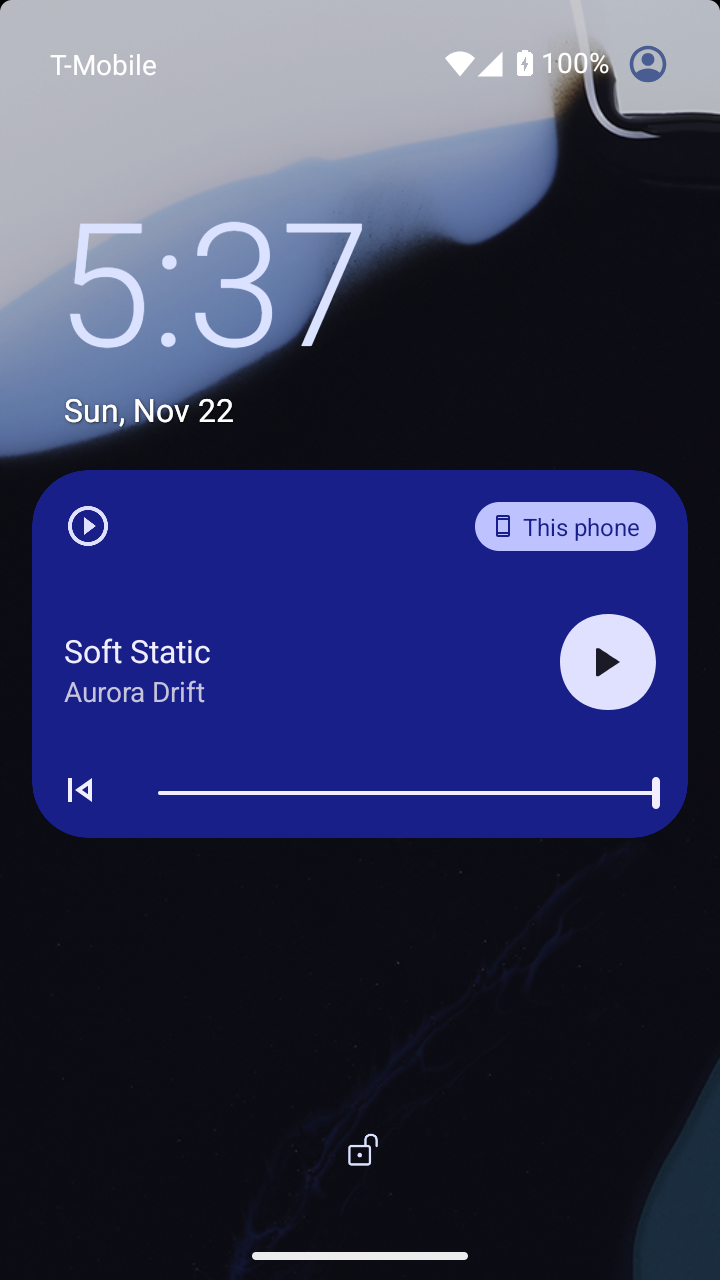 T-Mobile
100%
5:37
Sun, Nov 22
This phone
Soft Static
Aurora Drift